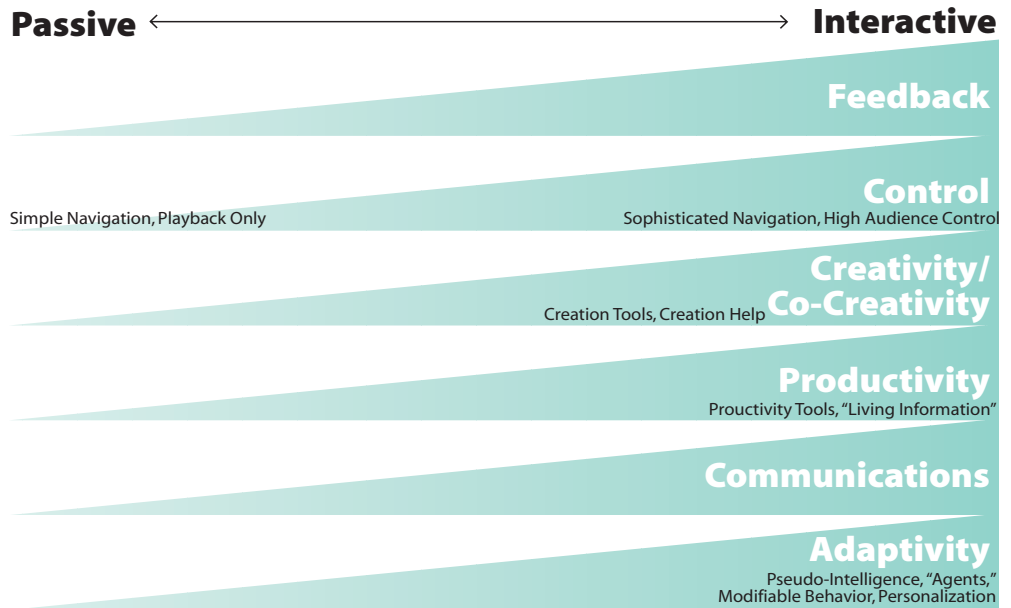 Passive Interactive
Feedback
Control
Simple Navigation, Playback Only Sophisticated Navigation, High Audience Control
Creativity/
Co-Creativity
Creation Tools, Creation Help
Productivity
Prouctivity Tools, “Living Information”
Communications
Adaptivity
Pseudo-Intelligence, “Agents,”
Modifiable Behavior, Personalization